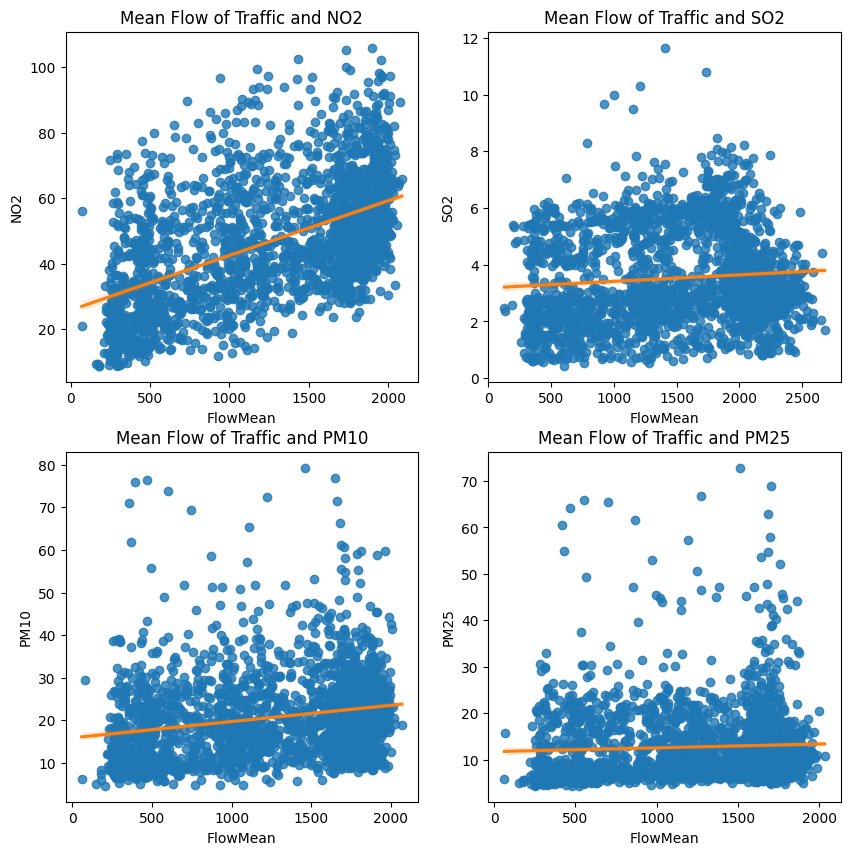 Mean Flow of Traffic and NO2
100
80
60
40
20
NO2
0 500 1000 1500 2000
FlowMean
Mean Flow of Traffic and SO2
12
10
8
6
4
2
0
SO2
0 500 1000 1500 2000 2500
FlowMean
Mean Flow of Traffic and PM10
80
70
60
50
40
30
20
10
PM10
0 500 1000 1500 2000
FlowMean
Mean Flow of Traffic and PM25
70
60
50
40
30
20
10
PM25
0 500 1000 1500 2000
FlowMean